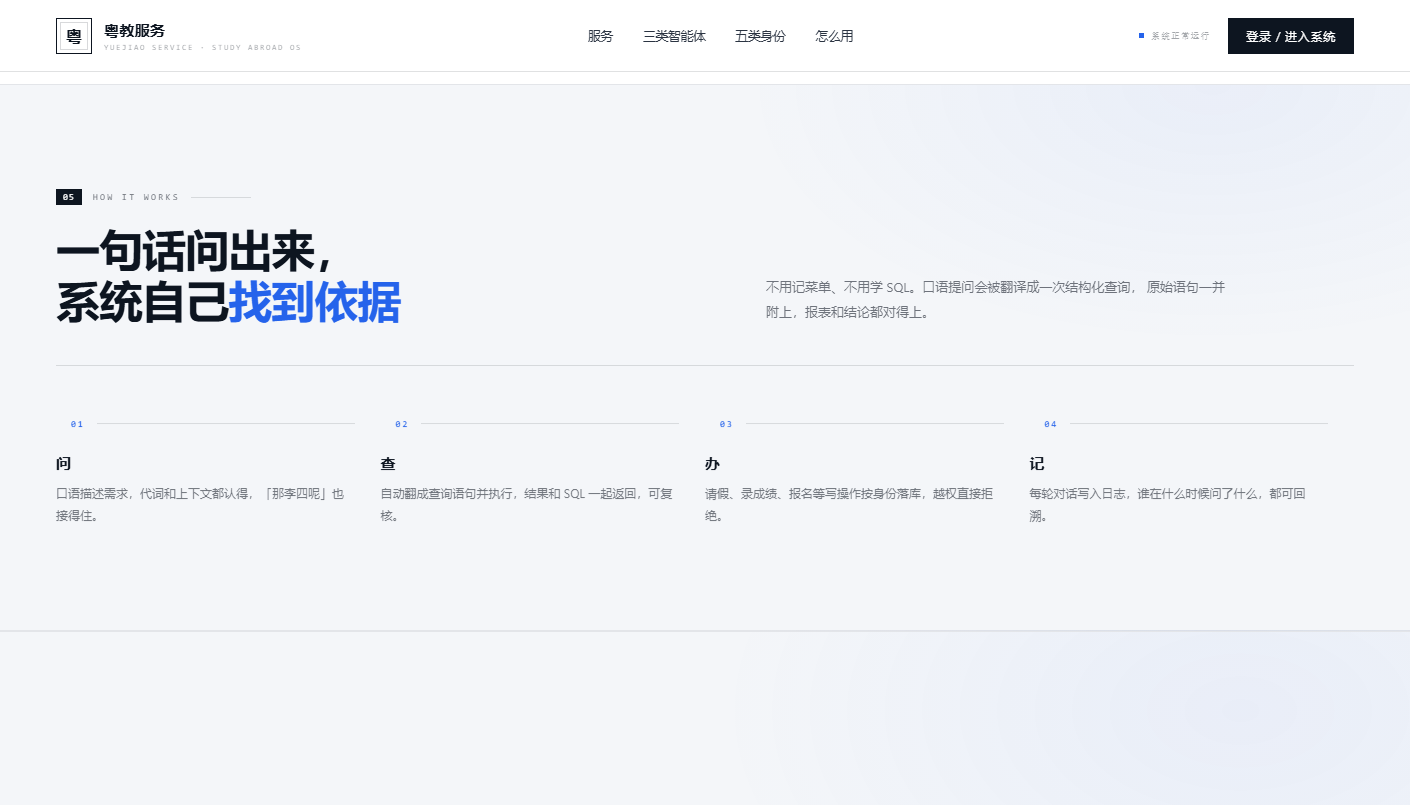 粤
粤教服务
YUEJIAO SERVICE · STUDY ABROAD OS
服务
三类智能体
五类身份
怎么用
系统正常运行
登录 / 进入系统
05
HOW IT WORKS
一句话问出来，
系统自己找到依据
不用记菜单、不用学 SQL。口语提问会被翻译成一次结构化查询， 原始语句一并
附上，报表和结论都对得上。
01
问
口语描述需求，代词和上下文都认得，「那李四呢」也
接得住。
02
查
自动翻成查询语句并执行，结果和 SQL 一起返回，可复
核。
03
办
请假、录成绩、报名等写操作按身份落库，越权直接拒
绝。
04
记
每轮对话写入日志，谁在什么时候问了什么，都可回
溯。